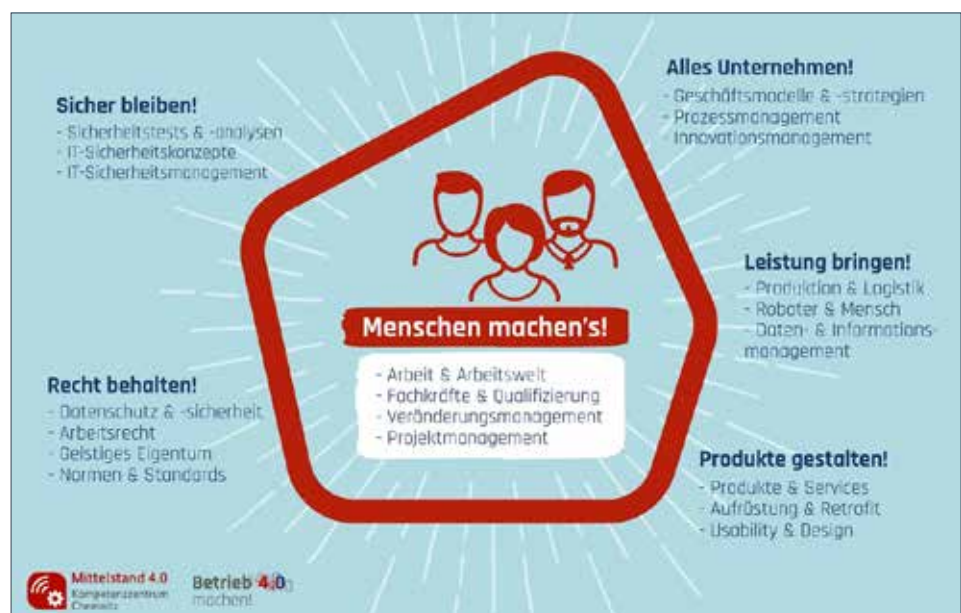 Sicher bleiben!
- Sicherheitstests & -analysen
- IT-Sicherheitskonzepte
- IT-Sicherheitsmanagement
Alles Unternehmen!
- Geschäftsmodelle & -strategien
- Prozessmanagement
- Innovationsmanagement
Leistung bringen!
- Produktion & Logistik
- Roboter & Mensch
- Daten- & Informations-
management
Menschen machen's!
- Arbeit & Arbeitswelt
- Fachkräfte & Qualifizierung
- Veränderungsmanagement
- Projektmanagement
Recht behalten!
- Datenschutz & -sicherheit
- Arbeitsrecht
- Geistiges Eigentum
- Normen & Standards
Produkte gestalten!
- Produkte & Services
- Aufrüstung & Retrofit
- Usability & Design
Mittelstand 4.0
Kompetenzzentrum
Chemnitz
Betrieb 4.0
machen!